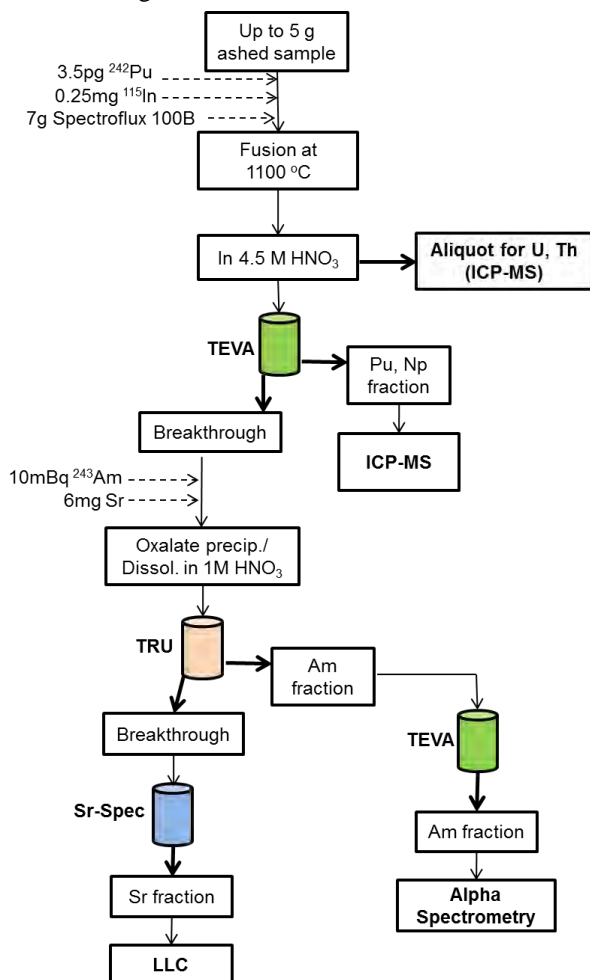 Up to 5 g
ashed sample
3.5pg ²⁴²Pu
0.25mg ¹¹⁵In
7g Spectroflux 100B
Fusion at
1100 ºC
In 4.5 M HNO₃
Aliquot for U, Th
(ICP-MS)
TEVA
Pu, Np
fraction
Breakthrough
ICP-MS
10mBq ²⁴³Am
6mg Sr
Oxalate precip./
Dissol. in 1M HNO₃
TRU
Am
fraction
Breakthrough
TEVA
Sr-Spec
Am fraction
Sr fraction
Alpha
Spectrometry
LLC